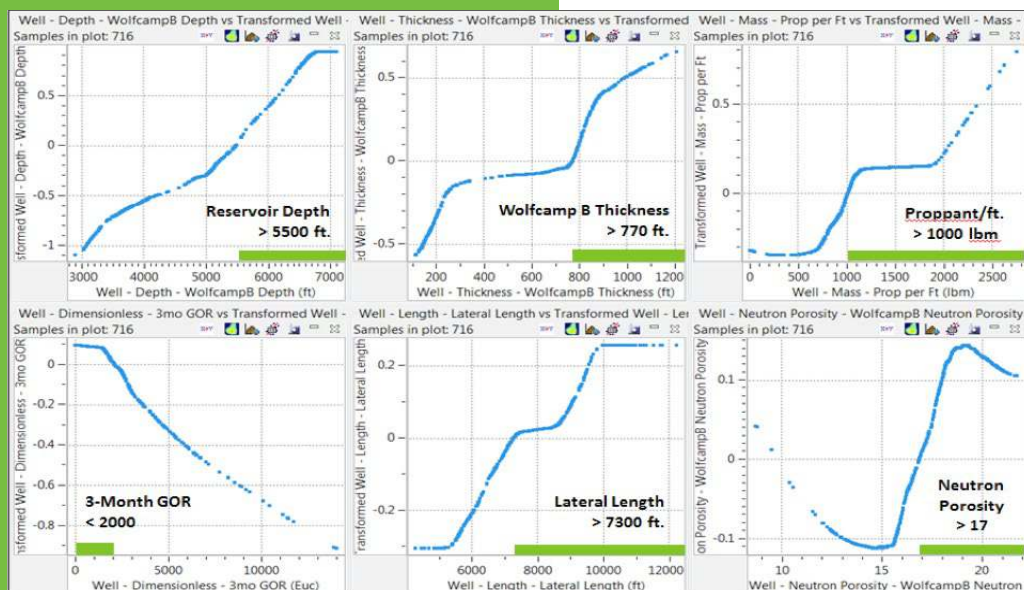 Well - Depth - WolfcampB Depth vs Transformed Well -
Samples in plot: 716
sformed Well - Depth - WolfcampB Depth
0.5
0
-0.5
-1
Reservoir Depth
> 5500 ft.
3000 4000 5000 6000 7000
Well - Depth - WolfcampB Depth (ft)
Well - Thickness - WolfcampB Thickness vs Transformed
Samples in plot: 716
d Well - Thickness - WolfcampB Thickness
0.5
0
-0.5
Wolfcamp B Thickness
> 770 ft.
200 400 600 800 1000 1200
Well - Thickness - WolfcampB Thickness (ft)
Well - Mass - Prop per Ft vs Transformed Well - Mass -
Samples in plot: 716
Transformed Well - Mass - Prop per Ft
0.5
0
Proppant/ft.
> 1000 lbm
0 500 1000 1500 2000 2500
Well - Mass - Prop per Ft (lbm)
Well - Dimensionless - 3mo GOR vs Transformed Well -
Samples in plot: 716
nsformed Well - Dimensionless - 3mo GOR
0
-0.2
-0.4
-0.6
-0.8
3-Month GOR
< 2000
0 5000 10000
Well - Dimensionless - 3mo GOR (Euc)
Well - Length - Lateral Length vs Transformed Well - Ler
Samples in plot: 716
ransformed Well - Length - Lateral Length
0.2
0
-0.2
Lateral Length
> 7300 ft.
6000 8000 10000 12000
Well - Length - Lateral Length (ft)
Well - Neutron Porosity - WolfcampB Neutron Porosity
Samples in plot: 716
on Porosity - WolfcampB Neutron Porosity
0.1
0
-0.1
Neutron
Porosity
> 17
10 15 20
Well - Neutron Porosity - WolfcampB Neutron